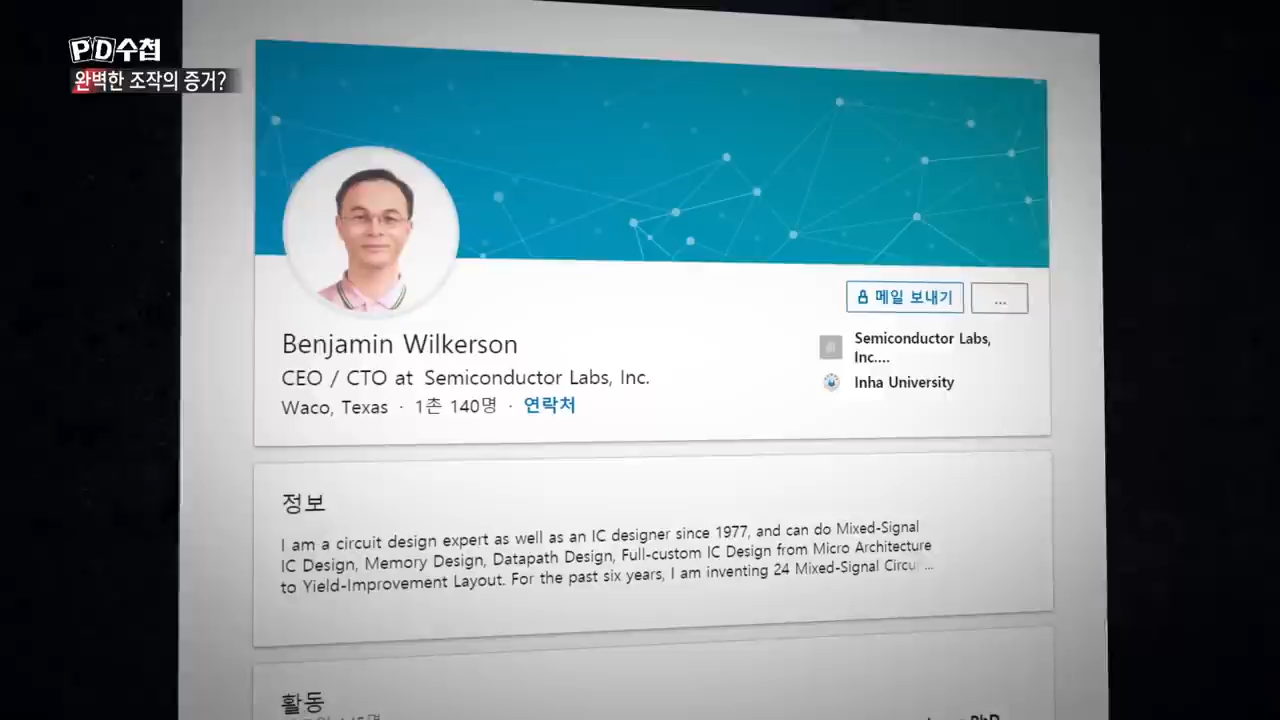 PD수첩
완벽한 조작의 증거?
메일 보내기
...
Benjamin Wilkerson
CEO / CTO at Semiconductor Labs, Inc.
Waco, Texas · 1촌 140명 · 연락처
Semiconductor Labs,
Inc....
Inha University
정보
I am a circuit design expert as well as an IC designer since 1977, and can do Mixed-Signal
IC Design, Memory Design, Datapath Design, Full-custom IC Design from Micro Architecture
to Yield-Improvement Layout. For the past six years, I am inventing 24 Mixed-Signal Circu ...
활동